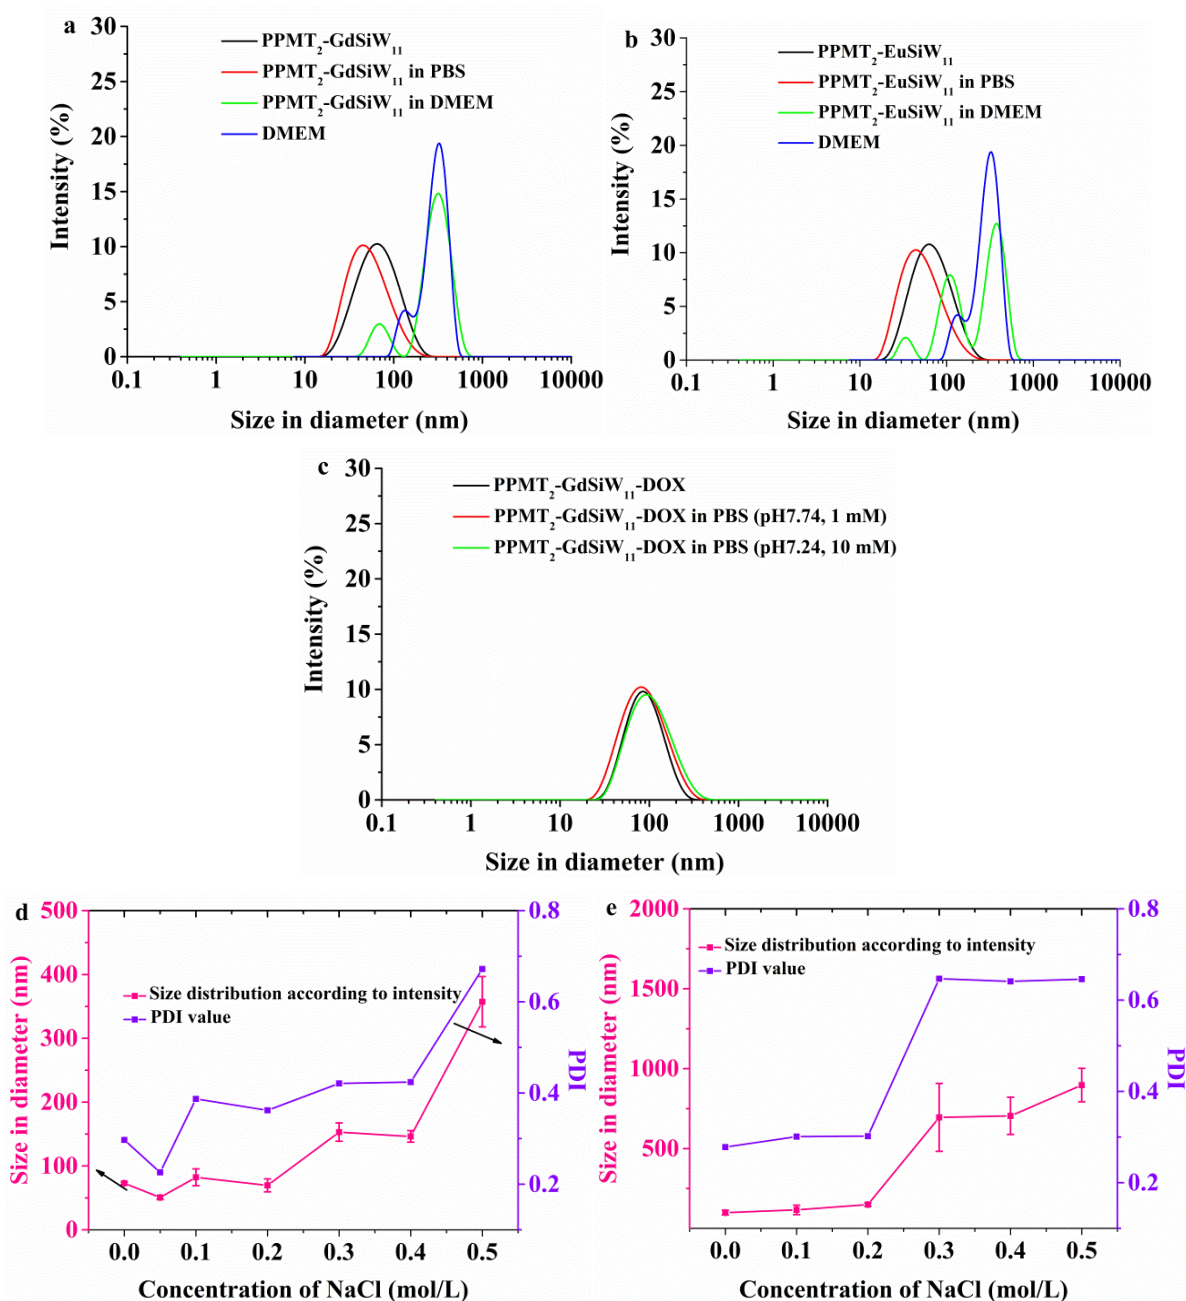 a
PPMT₂-GdSiW₁₁
PPMT₂-GdSiW₁₁ in PBS
PPMT₂-GdSiW₁₁ in DMEM
DMEM
30
25
20
15
10
5
0
Intensity (%)
0.1 1 10 100 1000 10000
Size in diameter (nm)
b
PPMT₂-EuSiW₁₁
PPMT₂-EuSiW₁₁ in PBS
PPMT₂-EuSiW₁₁ in DMEM
DMEM
30
25
20
15
10
5
0
Intensity (%)
0.1 1 10 100 1000 10000
Size in diameter (nm)
c
PPMT₂-GdSiW₁₁-DOX
PPMT₂-GdSiW₁₁-DOX in PBS (pH7.74, 1 mM)
PPMT₂-GdSiW₁₁-DOX in PBS (pH7.24, 10 mM)
30
25
20
15
10
5
0
Intensity (%)
0.1 1 10 100 1000 10000
Size in diameter (nm)
d
Size distribution according to intensity
PDI value
500
400
300
200
100
0
Size in diameter (nm)
0.8
0.6
0.4
0.2
PDI
0.0 0.1 0.2 0.3 0.4 0.5
Concentration of NaCl (mol/L)
e
Size distribution according to intensity
PDI value
2000
1500
1000
500
Size in diameter (nm)
0.8
0.6
0.4
0.2
PDI
0.0 0.1 0.2 0.3 0.4 0.5
Concentration of NaCl (mol/L)